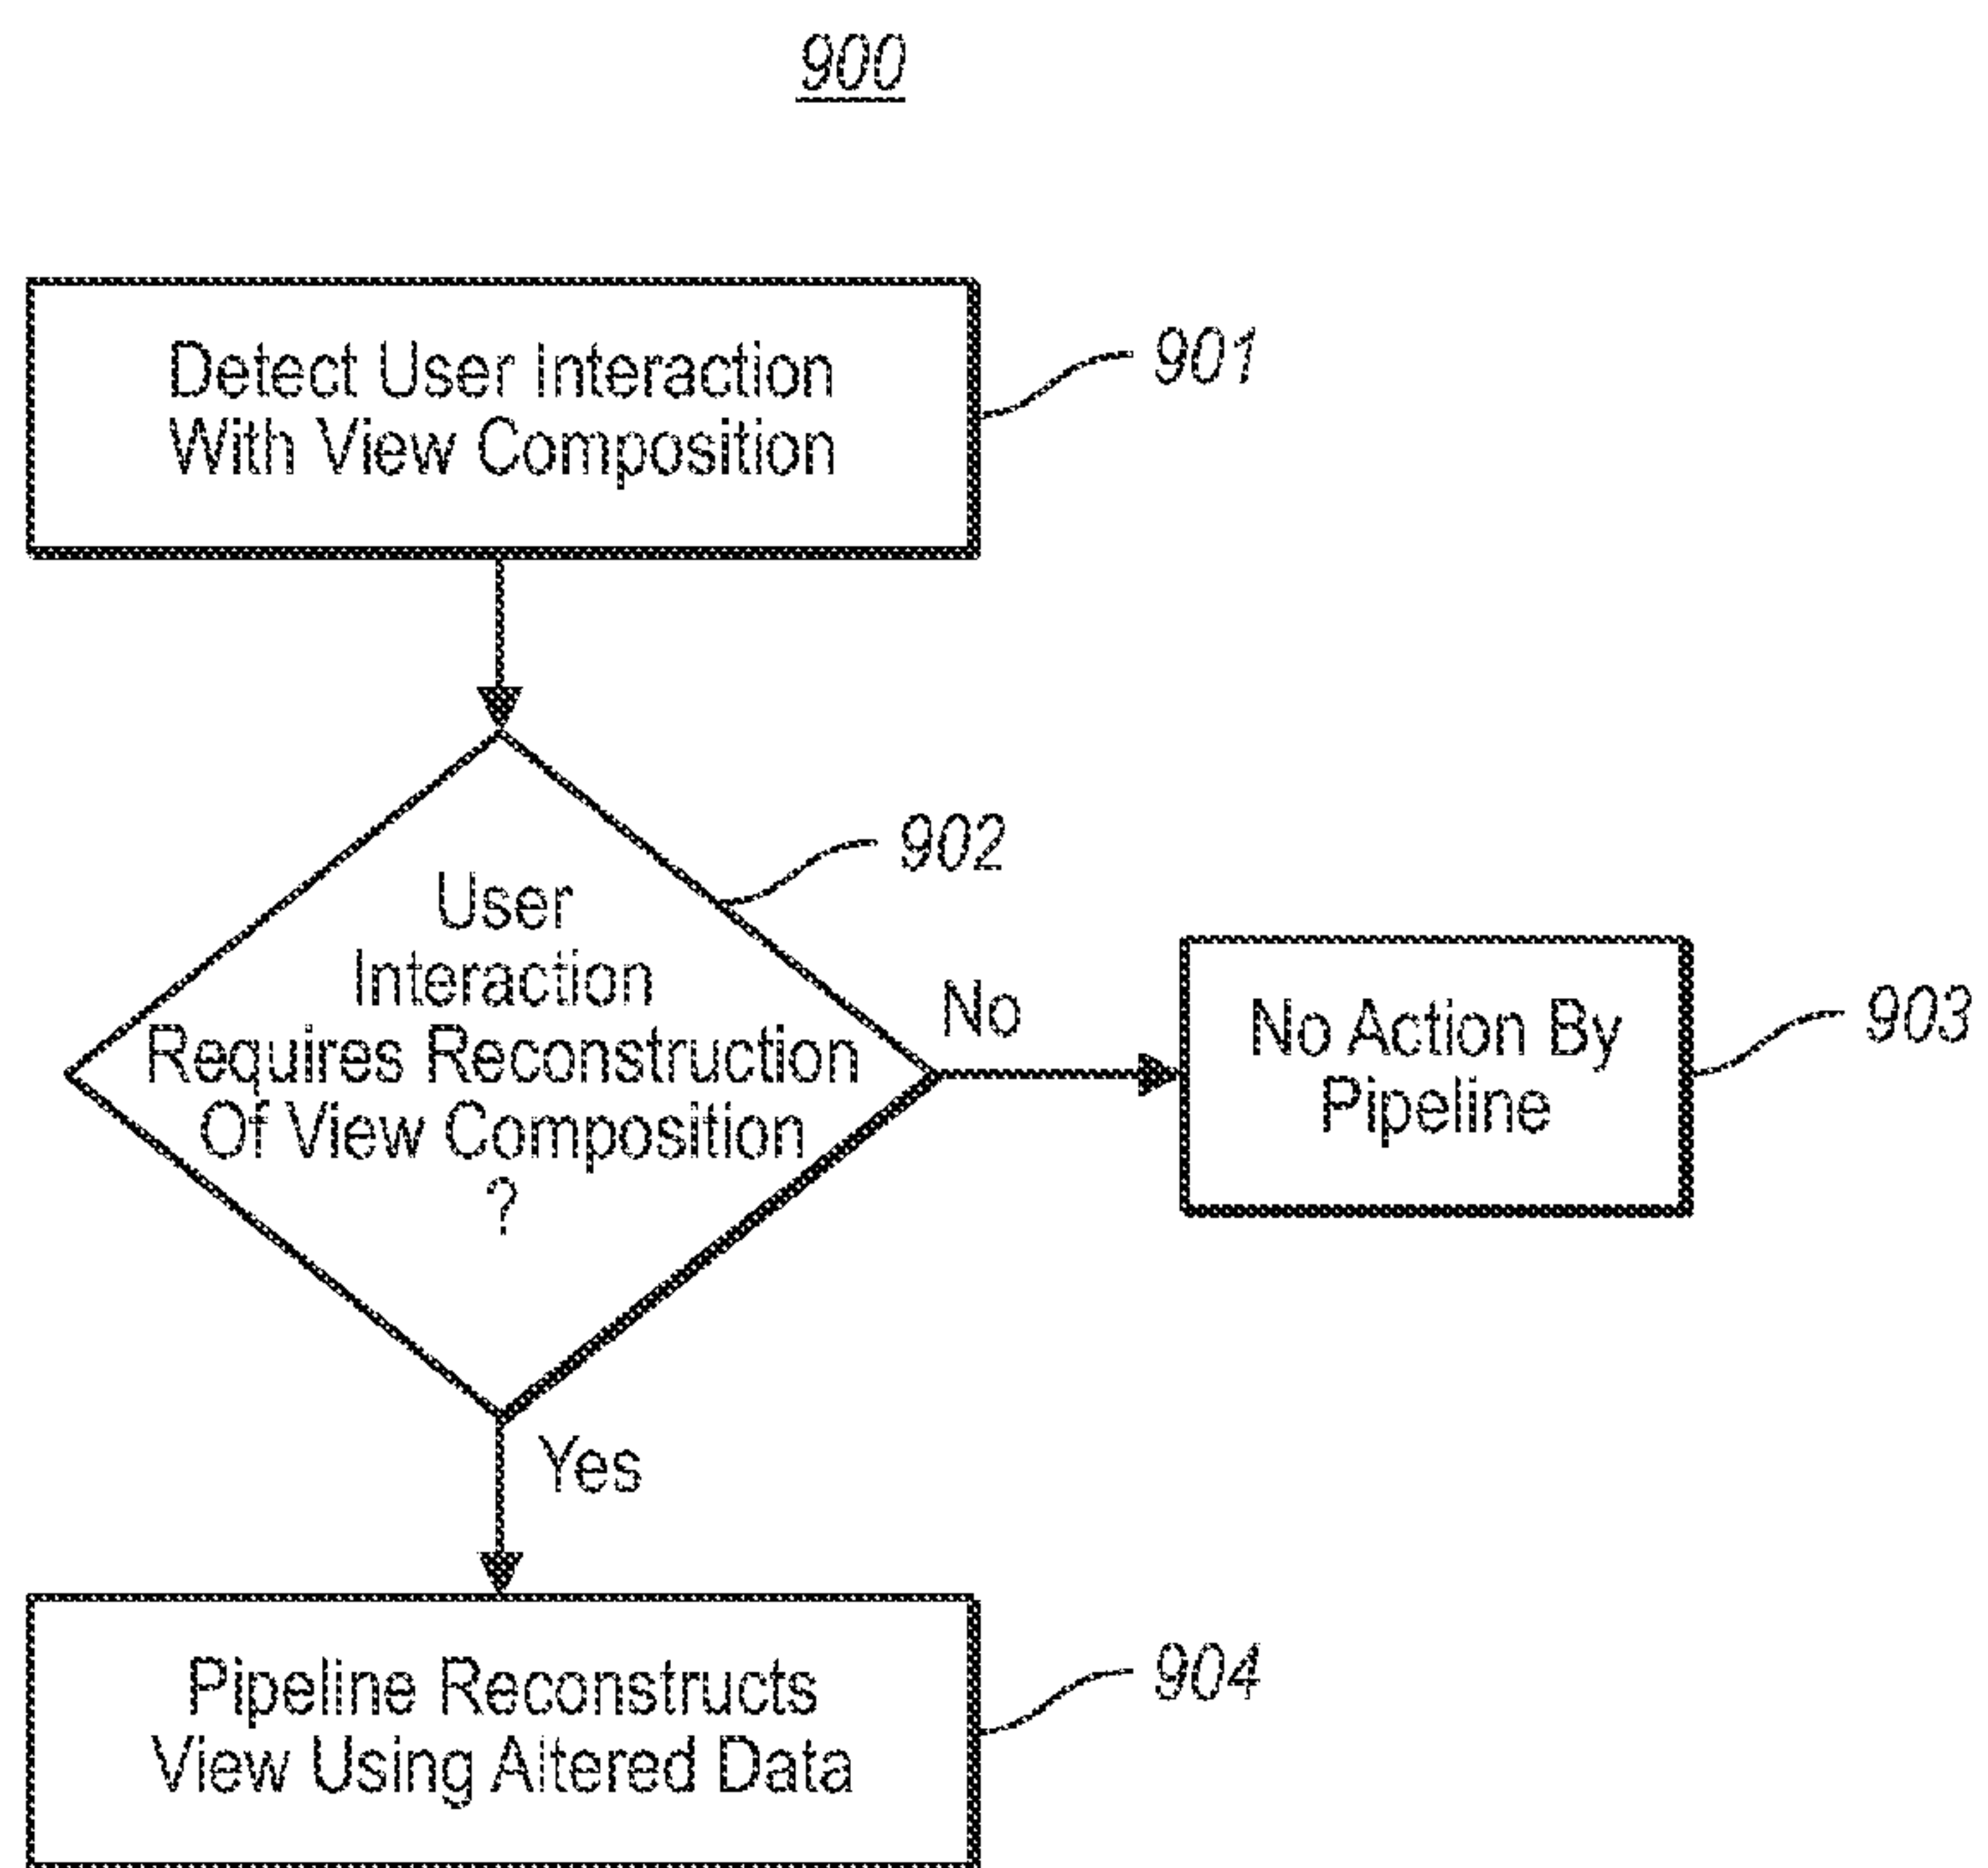 900
Detect User Interaction
With View Composition
901
User
Interaction
Requires Reconstruction
Of View Composition
?
902
No
No Action By
Pipeline
903
Yes
Pipeline Reconstructs
View Using Altered Data
904